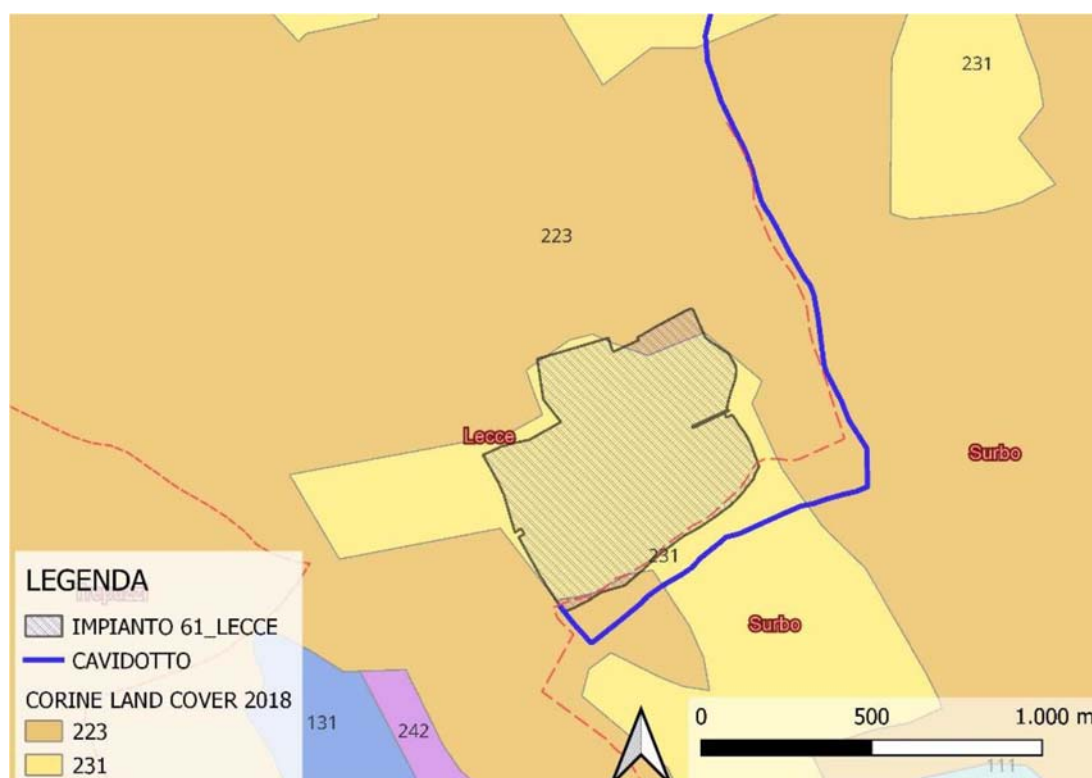 231
223
Lecce
Surbo
231
Surbo
LEGENDA
Trepuzzi
IMPIANTO 61_LECCE
CAVIDOTTO
CORINE LAND COVER 2018
223
231
131
242
0 500 1.000 m
111